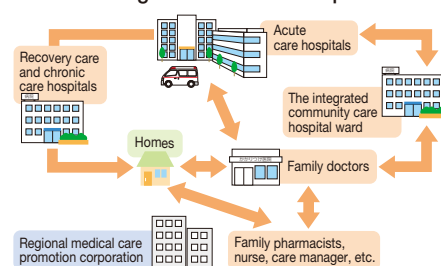 Acute
care hospitals
Recovery care
and chronic
care hospitals
The integrated
community care
hospital ward
Homes
Family doctors
Regional medical care
promotion corporation
Family pharmacists,
nurse, care manager, etc.